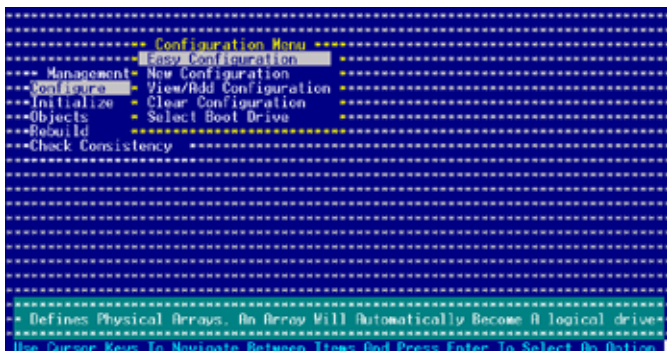 Configuration Menu
Easy Configuration
Management
New Configuration
Configure
View/Add Configuration
Initialize
Clear Configuration
Objects
Select Boot Drive
Rebuild
Check Consistency
Defines Physical Arrays, An Array Will Automatically Become A logical drive
Use Cursor Keys To Navigate Between Items And Press Enter To Select An Option